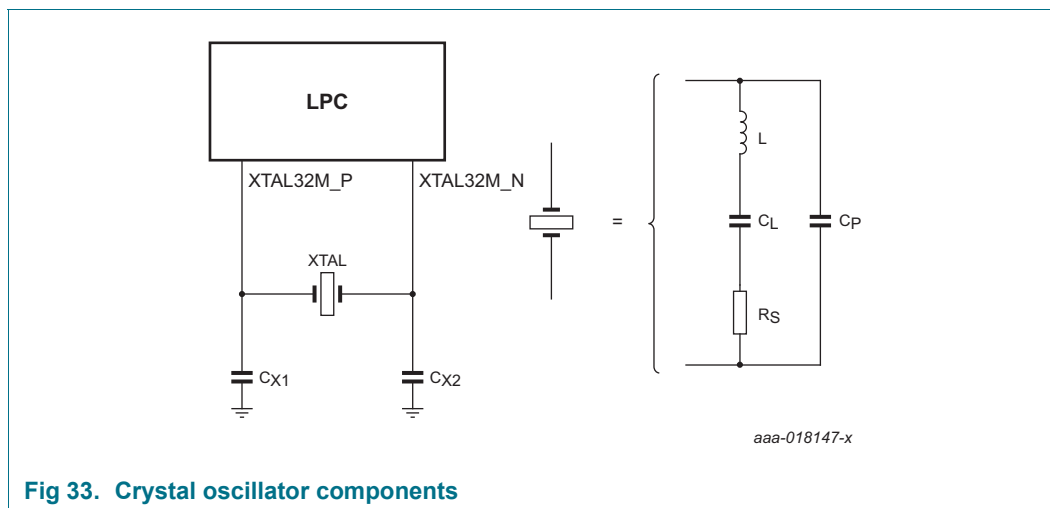 LPC
XTAL32M_P
XTAL32M_N
XTAL
CX1
CX2
=
L
CL
CP
RS
aaa-018147-x
Fig 33. Crystal oscillator components